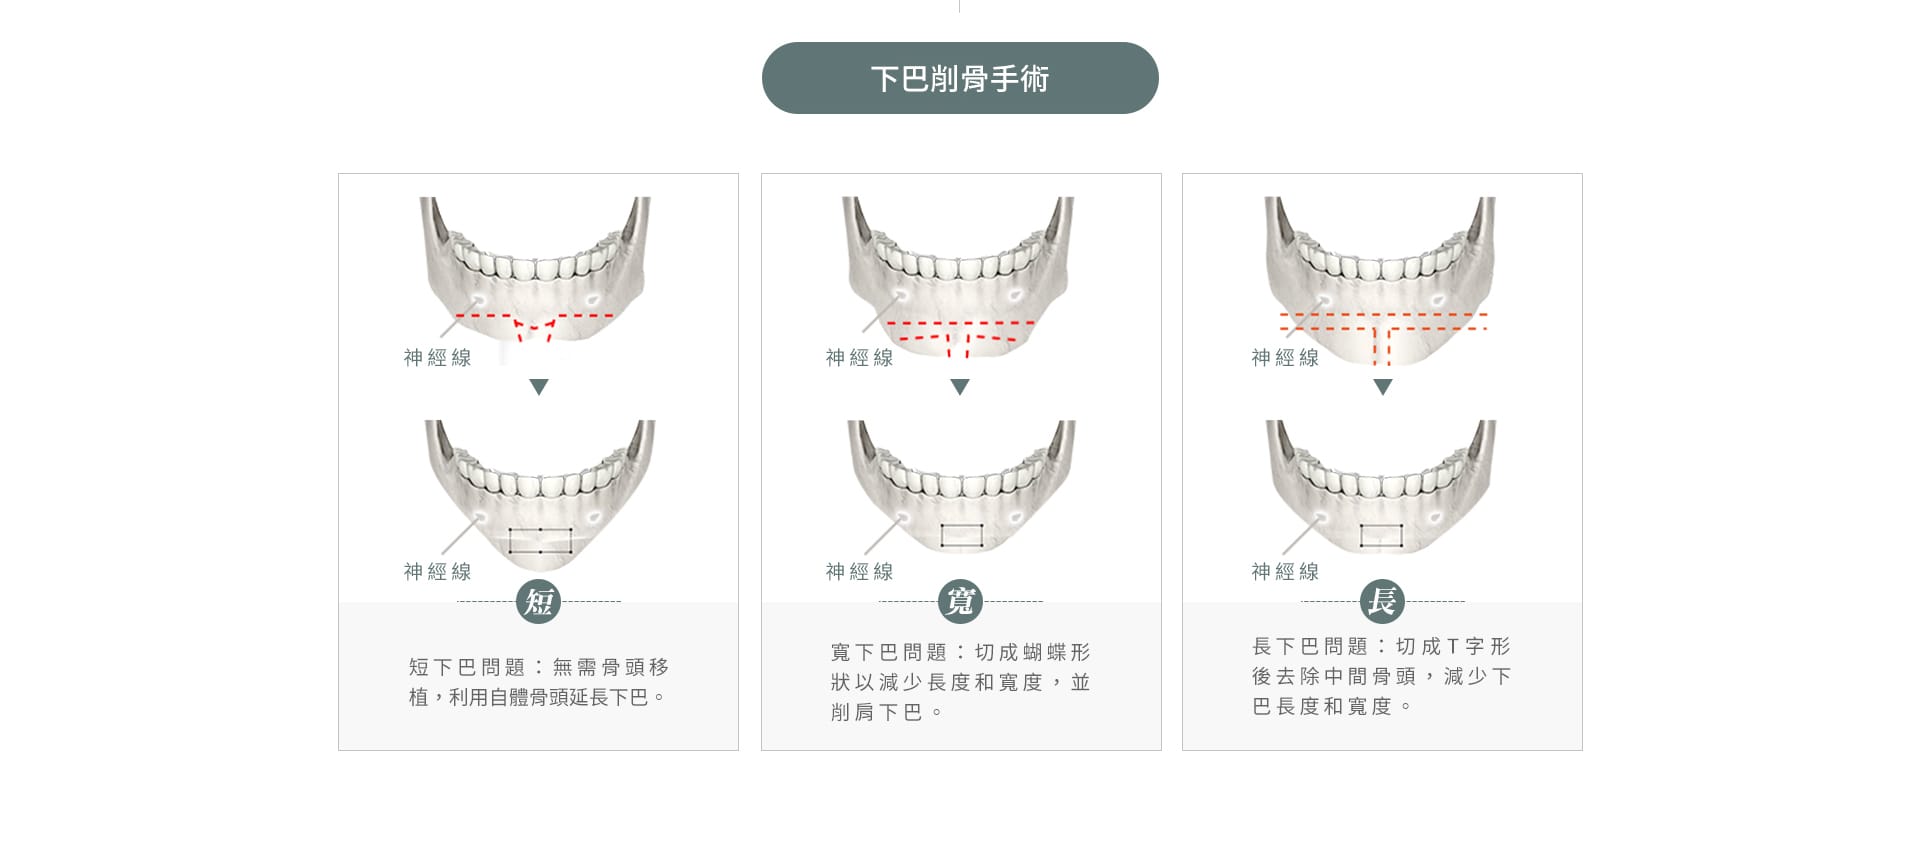 下巴削骨手術
神經線
神經線
短
短下巴問題：無需骨頭移
植，利用自體骨頭延長下巴。
神經線
神經線
寬
寬下巴問題：切成蝴蝶形
狀以減少長度和寬度，並
削肩下巴。
神經線
神經線
長
長下巴問題：切成T字形
後去除中間骨頭，減少下
巴長度和寬度。